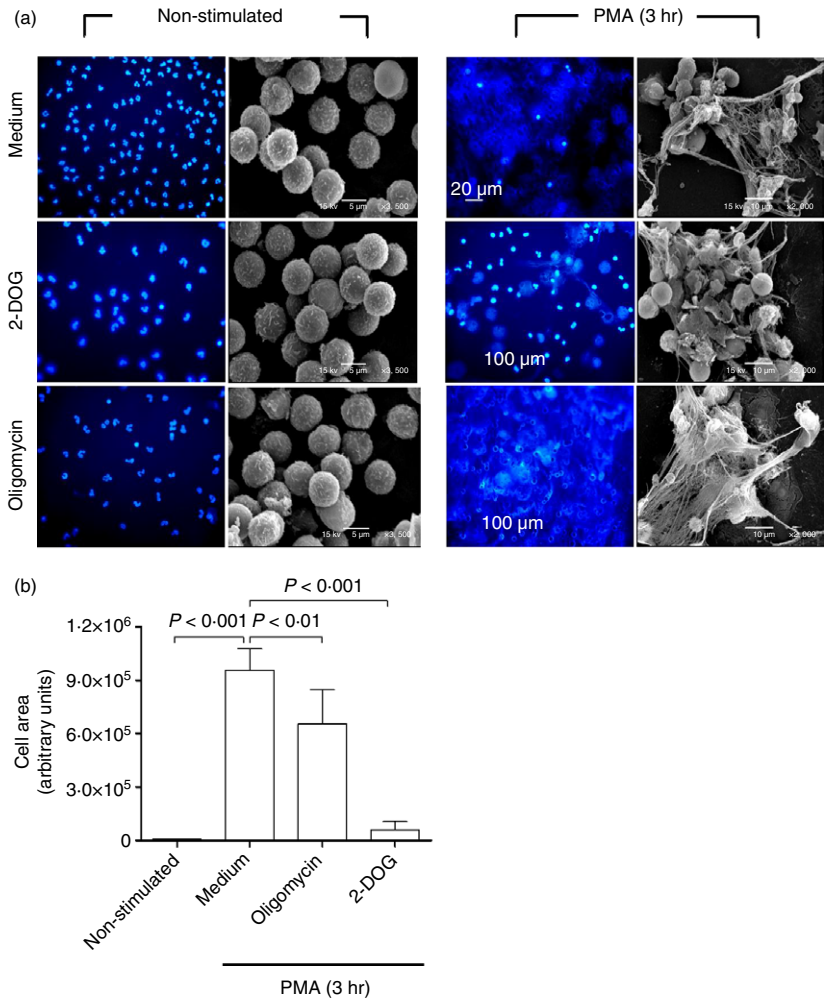 (a)
Non-stimulated
PMA (3 hr)
Medium
15 kv 5 µm ×3, 500
20 µm
15 kv 10 µm ×2, 000
2-DOG
15 kv 5 µm ×3, 500
100 µm
15 kv 10 µm ×2, 000
Oligomycin
15 kv 5 µm ×3, 500
100 µm
10 µm ×2, 000
(b)
P < 0·001
P < 0·001 P < 0·01
1·2×10⁶
9·0×10⁵
6·0×10⁵
3·0×10⁵
0
Cell area
(arbitrary units)
Non-stimulated
Medium
Oligomycin
2-DOG
PMA (3 hr)